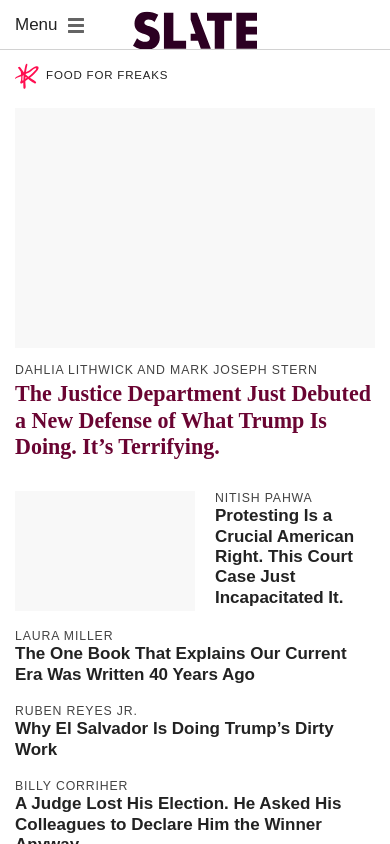 Menu
SLATE
FOOD FOR FREAKS
DAHLIA LITHWICK AND MARK JOSEPH STERN
The Justice Department Just Debuted
a New Defense of What Trump Is
Doing. It’s Terrifying.
NITISH PAHWA
Protesting Is a
Crucial American
Right. This Court
Case Just
Incapacitated It.
LAURA MILLER
The One Book That Explains Our Current
Era Was Written 40 Years Ago
RUBEN REYES JR.
Why El Salvador Is Doing Trump’s Dirty
Work
BILLY CORRIHER
A Judge Lost His Election. He Asked His
Colleagues to Declare Him the Winner
Anyway.